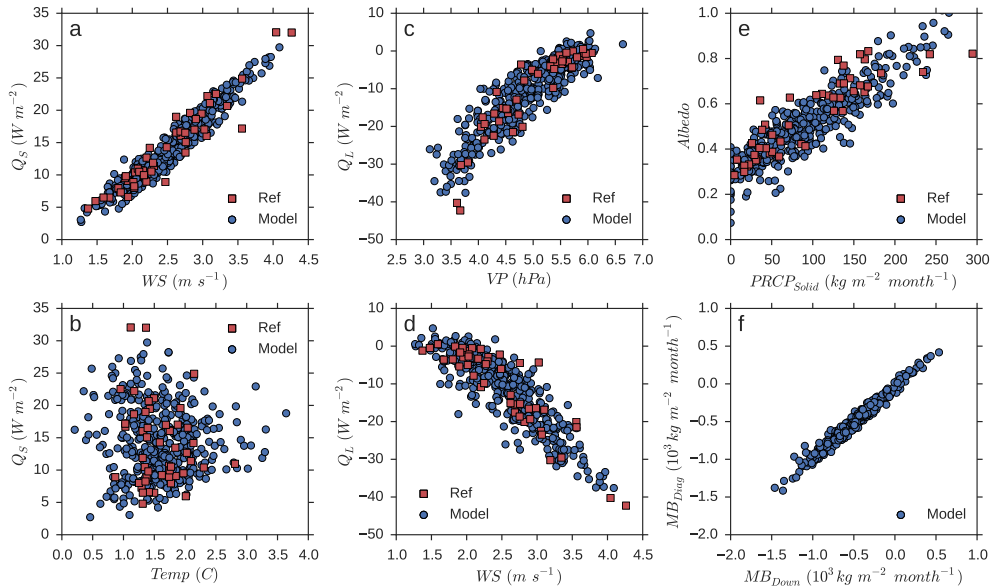 a
35
30
25
20
15
10
5
0
Q_S (W m⁻²)
1.0 1.5 2.0 2.5 3.0 3.5 4.0 4.5
WS (m s⁻¹)
Ref
Model
c
10
0
−10
−20
−30
−40
−50
Q_L (W m⁻²)
2.5 3.0 3.5 4.0 4.5 5.0 5.5 6.0 6.5 7.0
VP (hPa)
Ref
Model
e
1.0
0.8
0.6
0.4
0.2
0.0
Albedo
0 50 100 150 200 250 300
PRCP_Solid (kg m⁻² month⁻¹)
Ref
Model
b
35
30
25
20
15
10
5
0
Q_S (W m⁻²)
0.0 0.5 1.0 1.5 2.0 2.5 3.0 3.5 4.0
Temp (C)
Ref
Model
d
10
0
−10
−20
−30
−40
−50
Q_L (W m⁻²)
1.0 1.5 2.0 2.5 3.0 3.5 4.0 4.5
WS (m s⁻¹)
Ref
Model
f
1.0
0.5
0.0
−0.5
−1.0
−1.5
−2.0
MB_Diag (10³ kg m⁻² month⁻¹)
−2.0 −1.5 −1.0 −0.5 0.0 0.5 1.0
MB_Down (10³ kg m⁻² month⁻¹)
Model